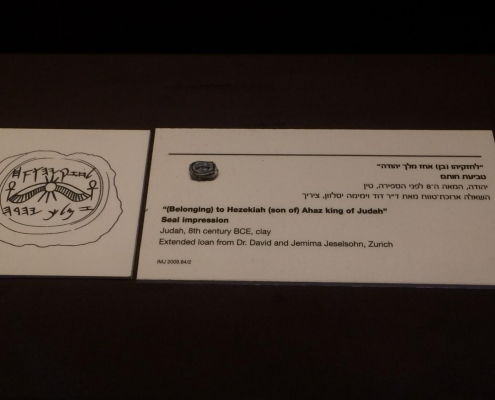 "לחזקיהו (בן) אחז מלך יהודה"
טביעת חותם
יהודה, המאה ה־8 לפני הספירה, טין
השאלה ארוכת־טווח מאת ד״ר דוד וימימה יסלזון, ציריך
"(Belonging) to Hezekiah (son of) Ahaz king of Judah"
Seal impression
Judah, 8th century BCE, clay
Extended loan from Dr. David and Jemima Jeselsohn, Zurich